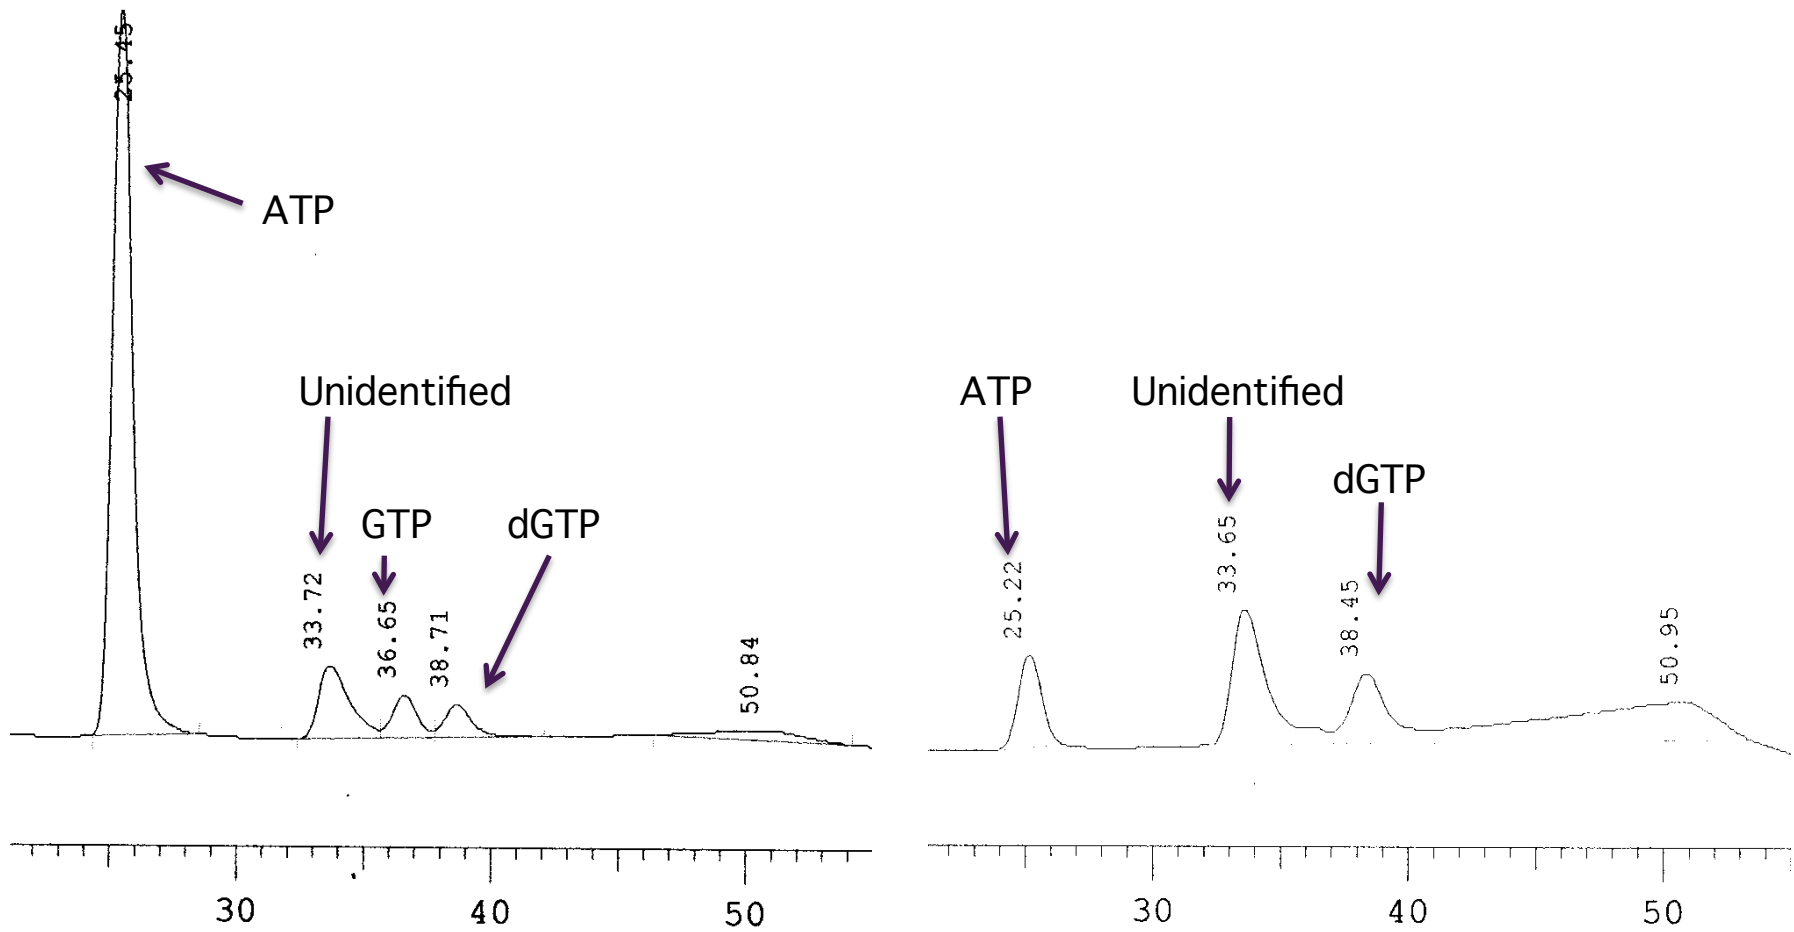 25.45
ATP
Unidentified
GTP
dGTP
33.72
36.65
38.71
50.84
30
40
50
ATP
Unidentified
dGTP
25.22
33.65
38.45
50.95
30
40
50